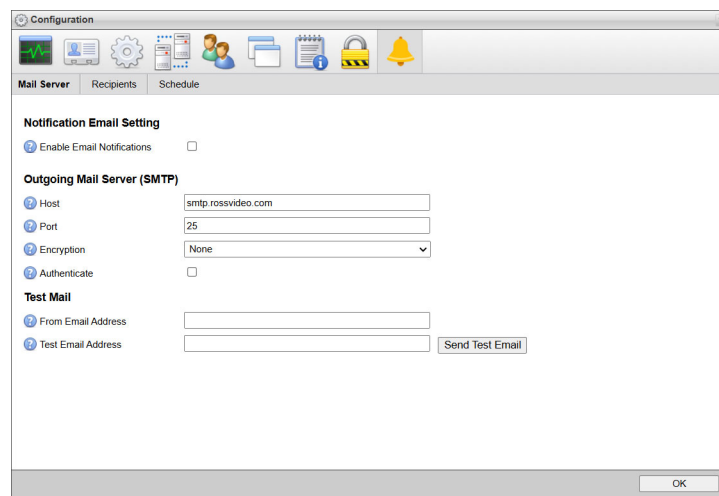 Configuration
Mail Server Recipients Schedule
Notification Email Setting
Enable Email Notifications
Outgoing Mail Server (SMTP)
Host smtp.rossvideo.com
Port 25
Encryption None
Authenticate
Test Mail
From Email Address
Test Email Address Send Test Email
OK